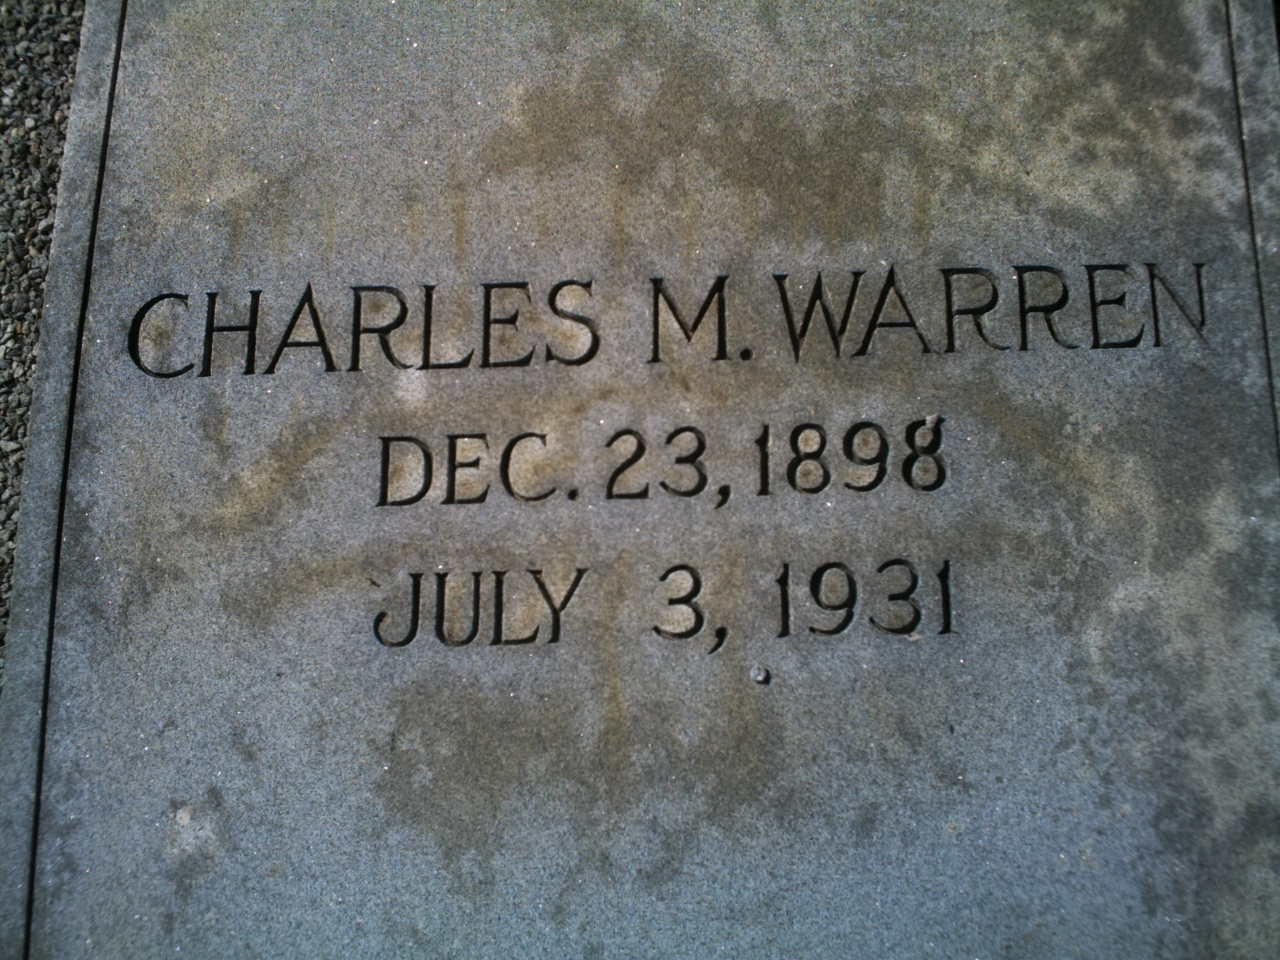 CHARLES M. WARREN
DEC. 23, 1898
JULY 3, 1931